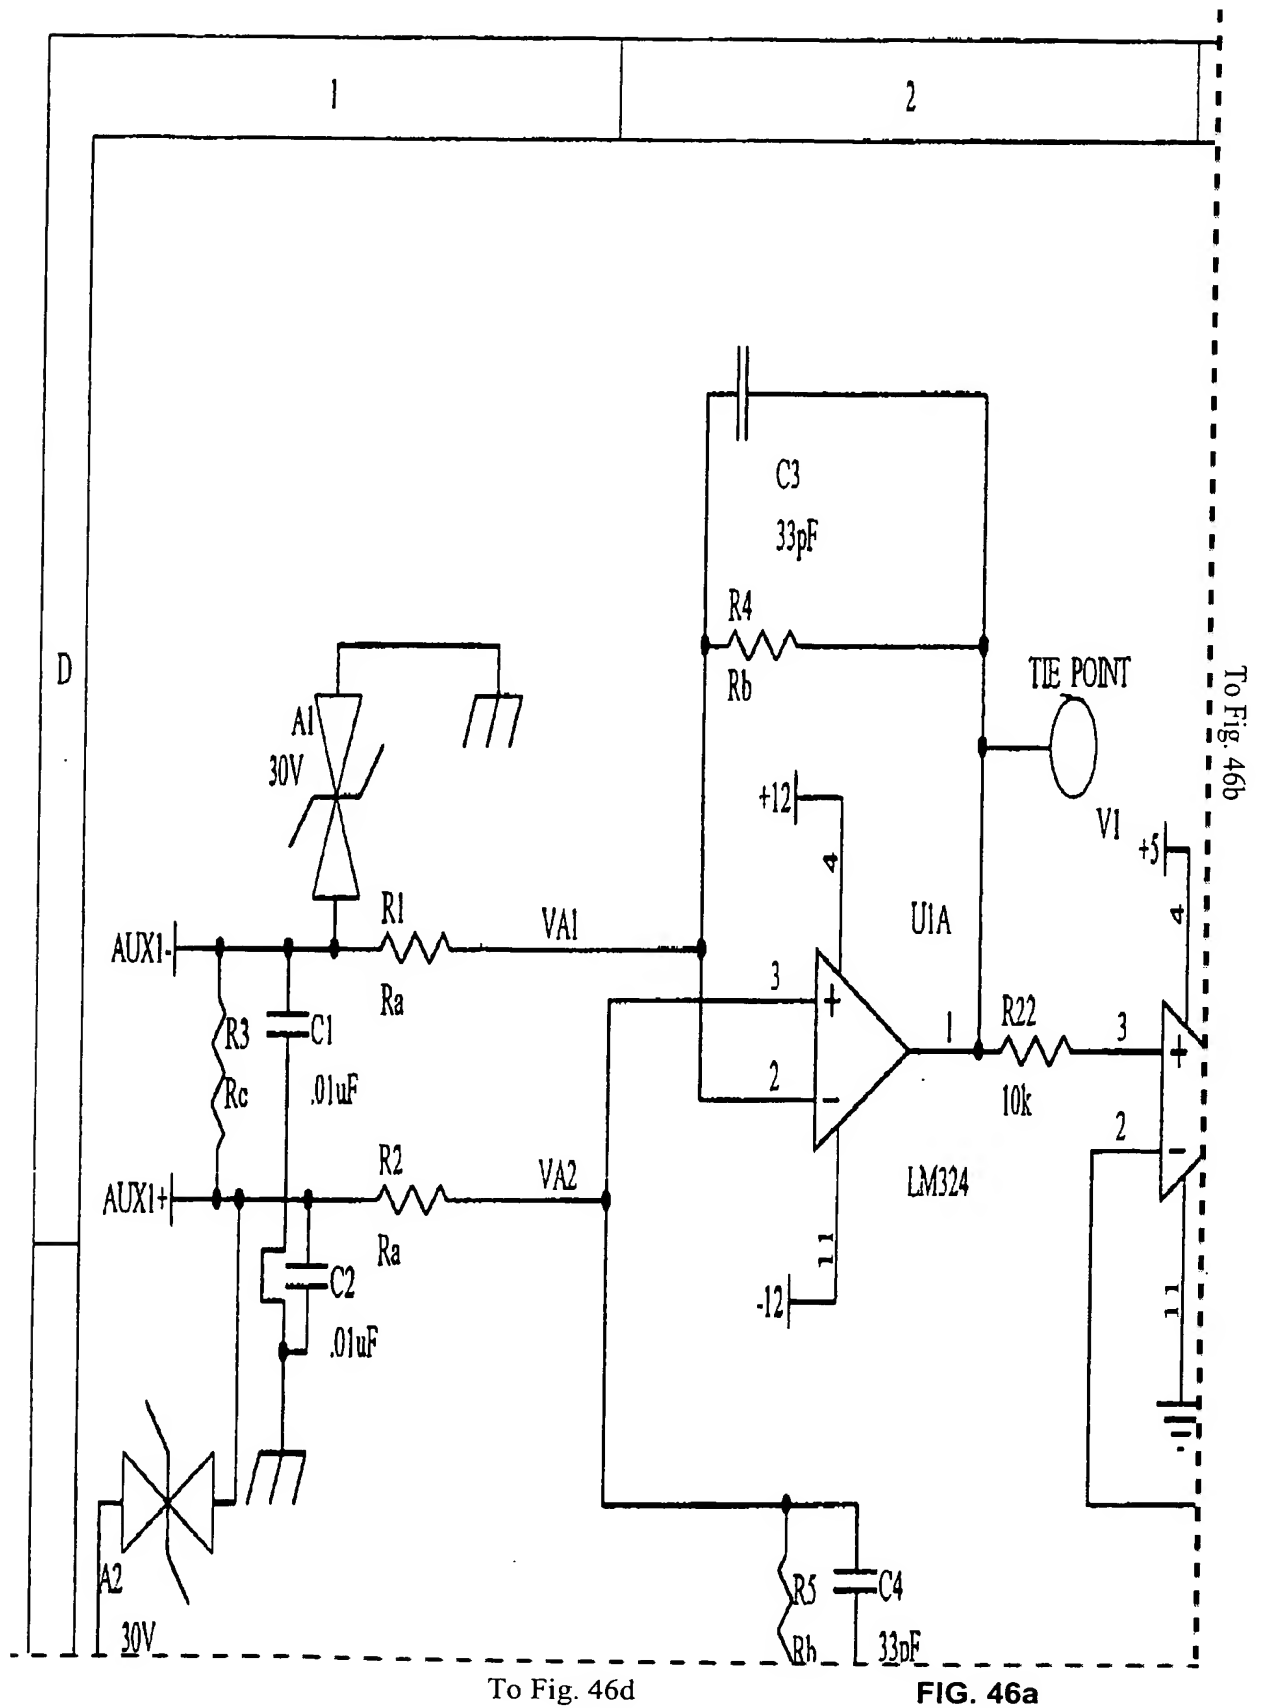 1
2
C3
33pF
R4
Rb
D
TIE POINT
To Fig. 46b
A1
30V
+12
4
V1
+5
4
R1
VA1
U1A
AUX1-
Ra
3
R3
C1
1
R22
3
Rc
.01uF
2
10k
2
R2
VA2
AUX1+
LM324
Ra
11
C2
-12
11
.01uF
A2
R5
C4
30V
Rb
33pF
To Fig. 46d
FIG. 46a